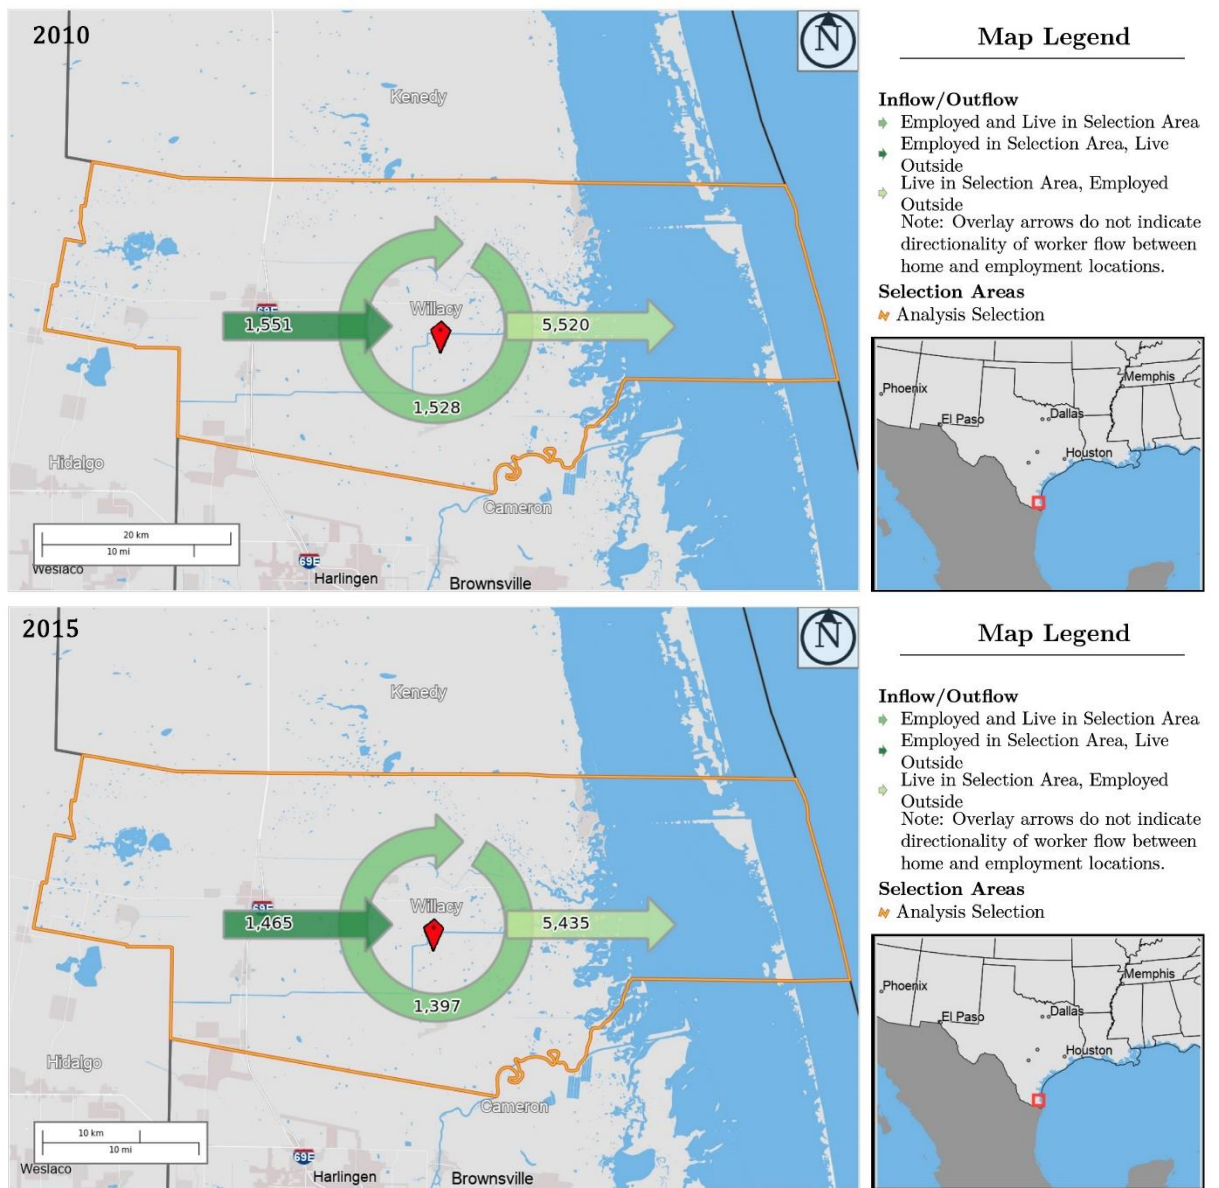 2010
N
Kenedy
Willacy
69E
1,551
5,520
1,528
Hidalgo
Cameron
20 km
10 mi
Weslaco
69E
Harlingen
Brownsville
Map Legend
Inflow/Outflow
Employed and Live in Selection Area
Employed in Selection Area, Live
Outside
Live in Selection Area, Employed
Outside
Note: Overlay arrows do not indicate
directionality of worker flow between
home and employment locations.
Selection Areas
Analysis Selection
Memphis
Phoenix
El Paso
Dallas
Houston
2015
N
Kenedy
Willacy
69E
1,465
5,435
1,397
Hidalgo
Cameron
10 km
10 mi
Weslaco
69E
Harlingen
Brownsville
Map Legend
Inflow/Outflow
Employed and Live in Selection Area
Employed in Selection Area, Live
Outside
Live in Selection Area, Employed
Outside
Note: Overlay arrows do not indicate
directionality of worker flow between
home and employment locations.
Selection Areas
Analysis Selection
Memphis
Phoenix
El Paso
Dallas
Houston